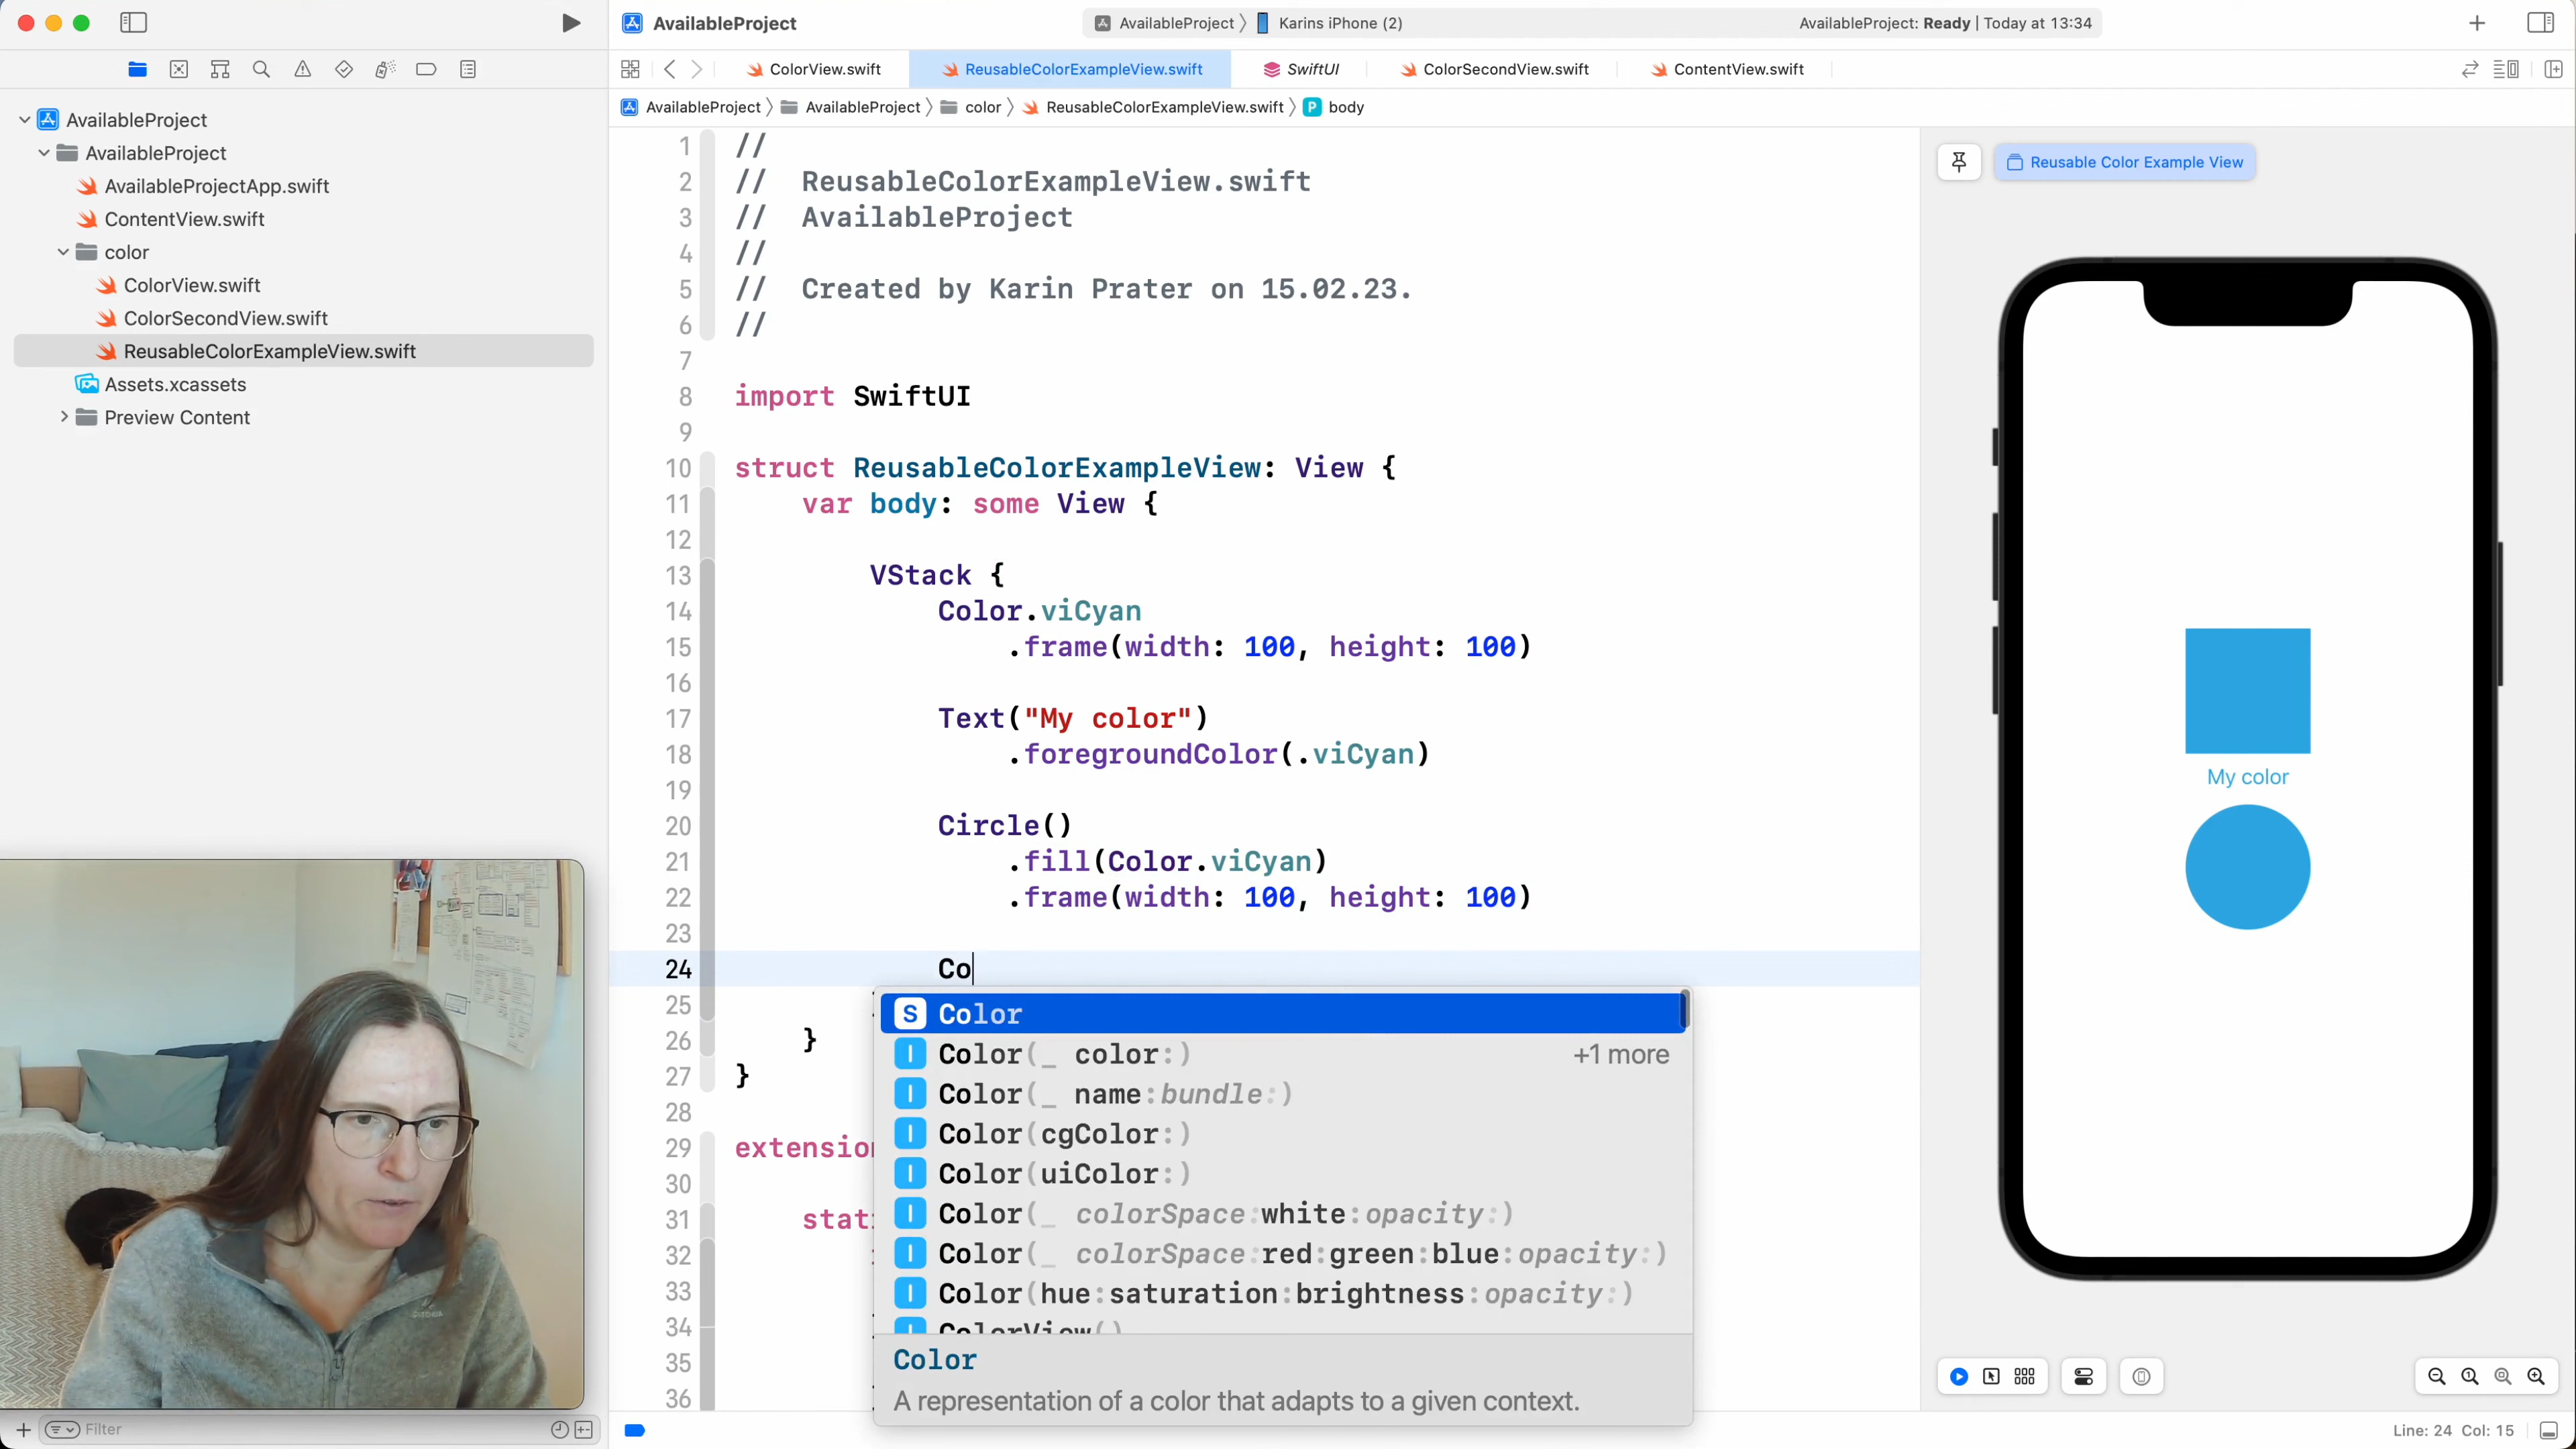 AvailableProject
AvailableProject
Karins iPhone (2)
AvailableProject: Ready | Today at 13:34
ColorView.swift
ReusableColorExampleView.swift
SwiftUI
ColorSecondView.swift
ContentView.swift
AvailableProject
AvailableProject
color
ReusableColorExampleView.swift
P body
AvailableProject
AvailableProject
AvailableProjectApp.swift
ContentView.swift
color
ColorView.swift
ColorSecondView.swift
ReusableColorExampleView.swift
Assets.xcassets
Preview Content
1 //
2 //  ReusableColorExampleView.swift
3 //  AvailableProject
4 //
5 //  Created by Karin Prater on 15.02.23.
6 //
7
8 import SwiftUI
9
10 struct ReusableColorExampleView: View {
11     var body: some View {
12
13         VStack {
14             Color.viCyan
15                 .frame(width: 100, height: 100)
16
17             Text("My color")
18                 .foregroundColor(.viCyan)
19
20             Circle()
21                 .fill(Color.viCyan)
22                 .frame(width: 100, height: 100)
23
24             Co
25
26     }
27 }
28
29 extension
30
31     stati
32
33
34
35
36
S Color
I Color(_ color:) +1 more
I Color(_ name:bundle:)
I Color(cgColor:)
I Color(uiColor:)
I Color(_ colorSpace:white:opacity:)
I Color(_ colorSpace:red:green:blue:opacity:)
I Color(hue:saturation:brightness:opacity:)
ColorView()
Color
A representation of a color that adapts to a given context.
Reusable Color Example View
My color
Filter
Line: 24 Col: 15